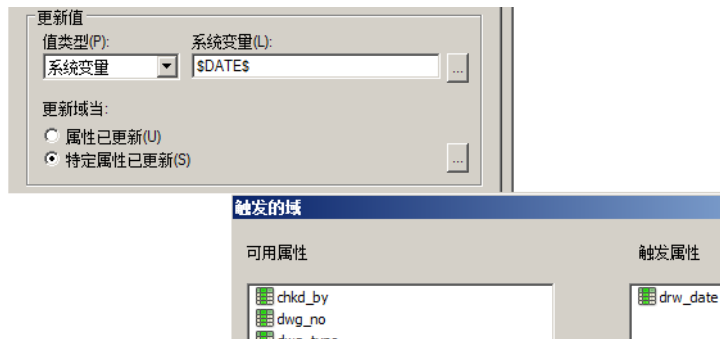 更新值
值类型(P): 系统变量(L):
系统变量 $DATE$ ...
更新域当:
属性已更新(U)
特定属性已更新(S) ...
触发的域
可用属性 触发属性
chkd_by drw_date
dwg_no